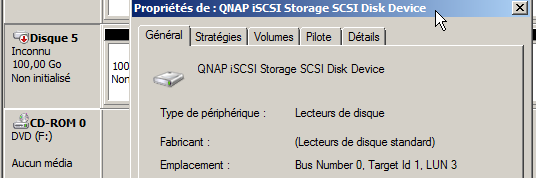 Propriétés de : QNAP iSCSI Storage SCSI Disk Device
Général
Stratégies
Volumes
Pilote
Détails
Disque 5
Inconnu
100,00 Go
Non initialisé
100
Non
QNAP iSCSI Storage SCSI Disk Device
Type de périphérique :
Lecteurs de disque
Fabricant :
(Lecteurs de disque standard)
Emplacement :
Bus Number 0, Target Id 1, LUN 3
CD-ROM 0
DVD (F:)
Aucun média